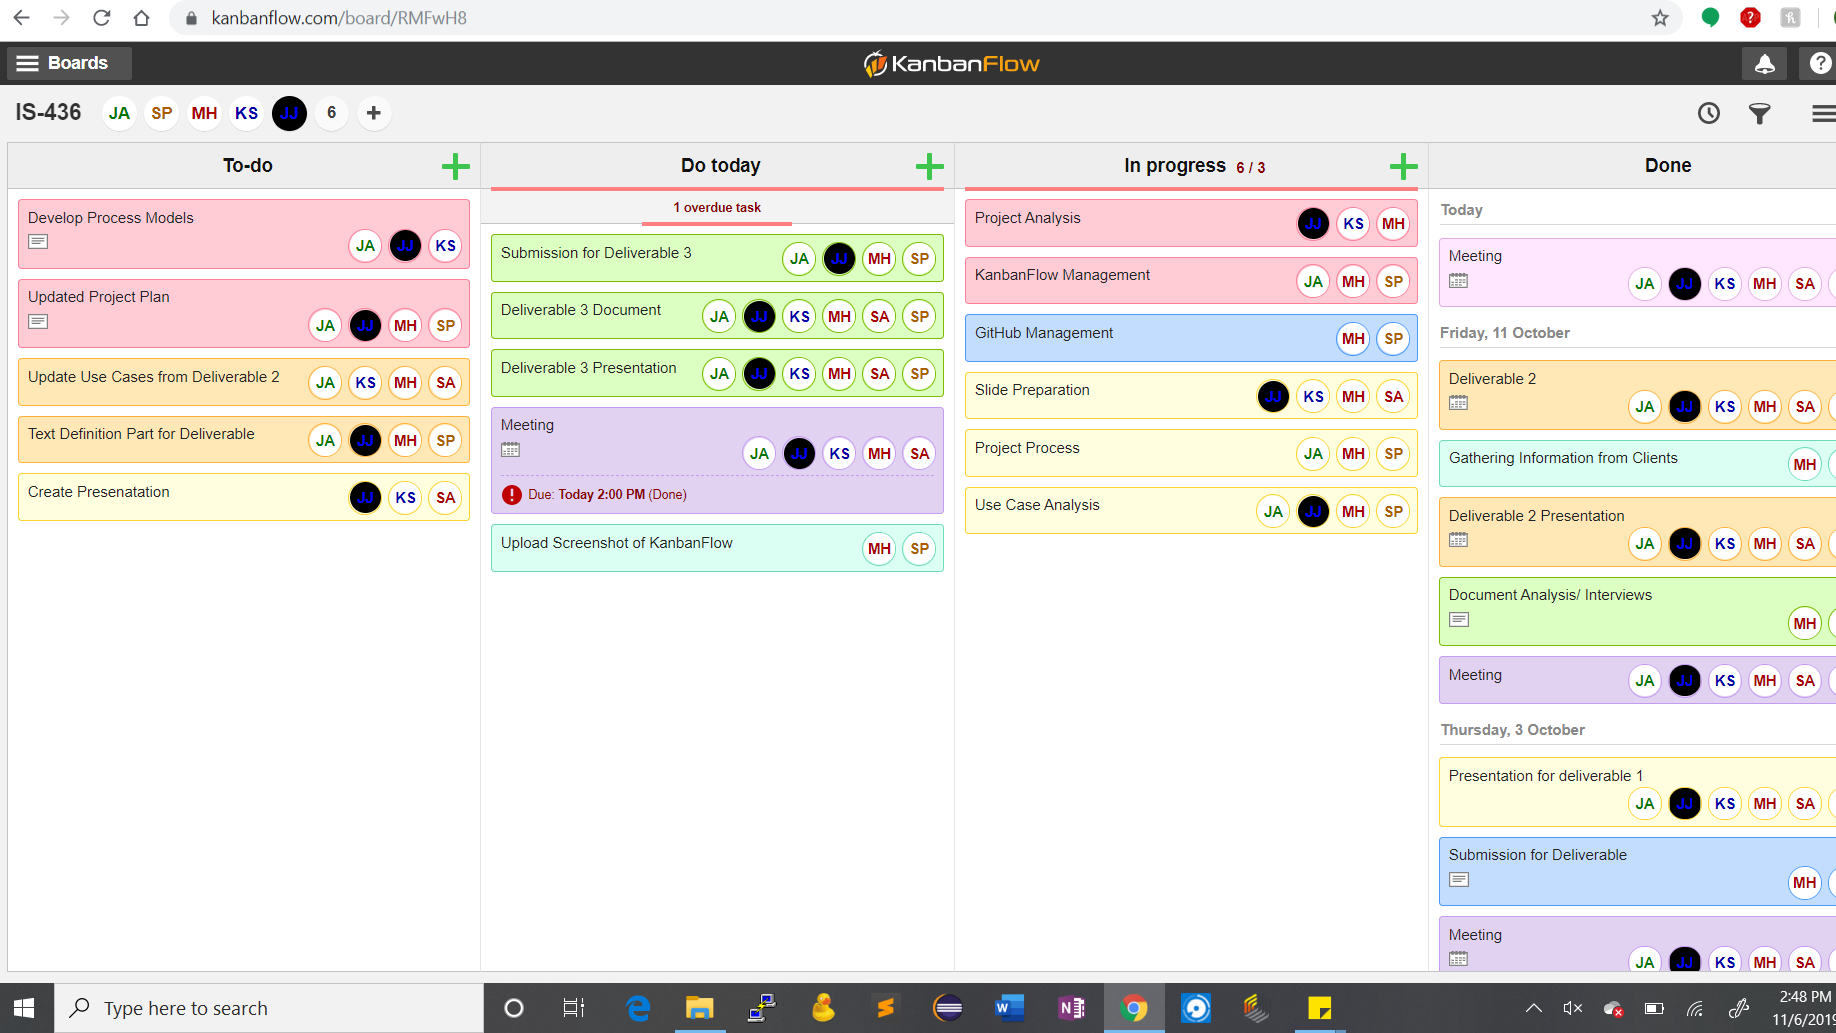 kanbanflow.com/board/RMFwH8
Boards
KanbanFlow
?
IS-436 JA SP MH KS JJ 6 +
To-do
Develop Process Models
JA JJ KS
Updated Project Plan
JA JJ MH SP
Update Use Cases from Deliverable 2
JA KS MH SA
Text Definition Part for Deliverable
JA JJ MH SP
Create Presenatation
JJ KS SA
Do today
1 overdue task
Submission for Deliverable 3
JA JJ MH SP
Deliverable 3 Document
JA JJ KS MH SA SP
Deliverable 3 Presentation
JA JJ KS MH SA SP
Meeting
JA JJ KS MH SA
Due: Today 2:00 PM (Done)
Upload Screenshot of KanbanFlow
MH SP
In progress 6 / 3
Project Analysis
JJ KS MH
KanbanFlow Management
JA MH SP
GitHub Management
MH SP
Slide Preparation
JJ KS MH SA
Project Process
JA MH SP
Use Case Analysis
JA JJ MH SP
Done
Today
Meeting
JA JJ KS MH SA
Friday, 11 October
Deliverable 2
JA JJ KS MH SA
Gathering Information from Clients
MH
Deliverable 2 Presentation
JA JJ KS MH SA
Document Analysis/ Interviews
MH
Meeting
JA JJ KS MH SA
Thursday, 3 October
Presentation for deliverable 1
JA JJ KS MH SA
Submission for Deliverable
MH
Meeting
JA JJ KS MH SA
Type here to search
2:48 PM
11/6/2019